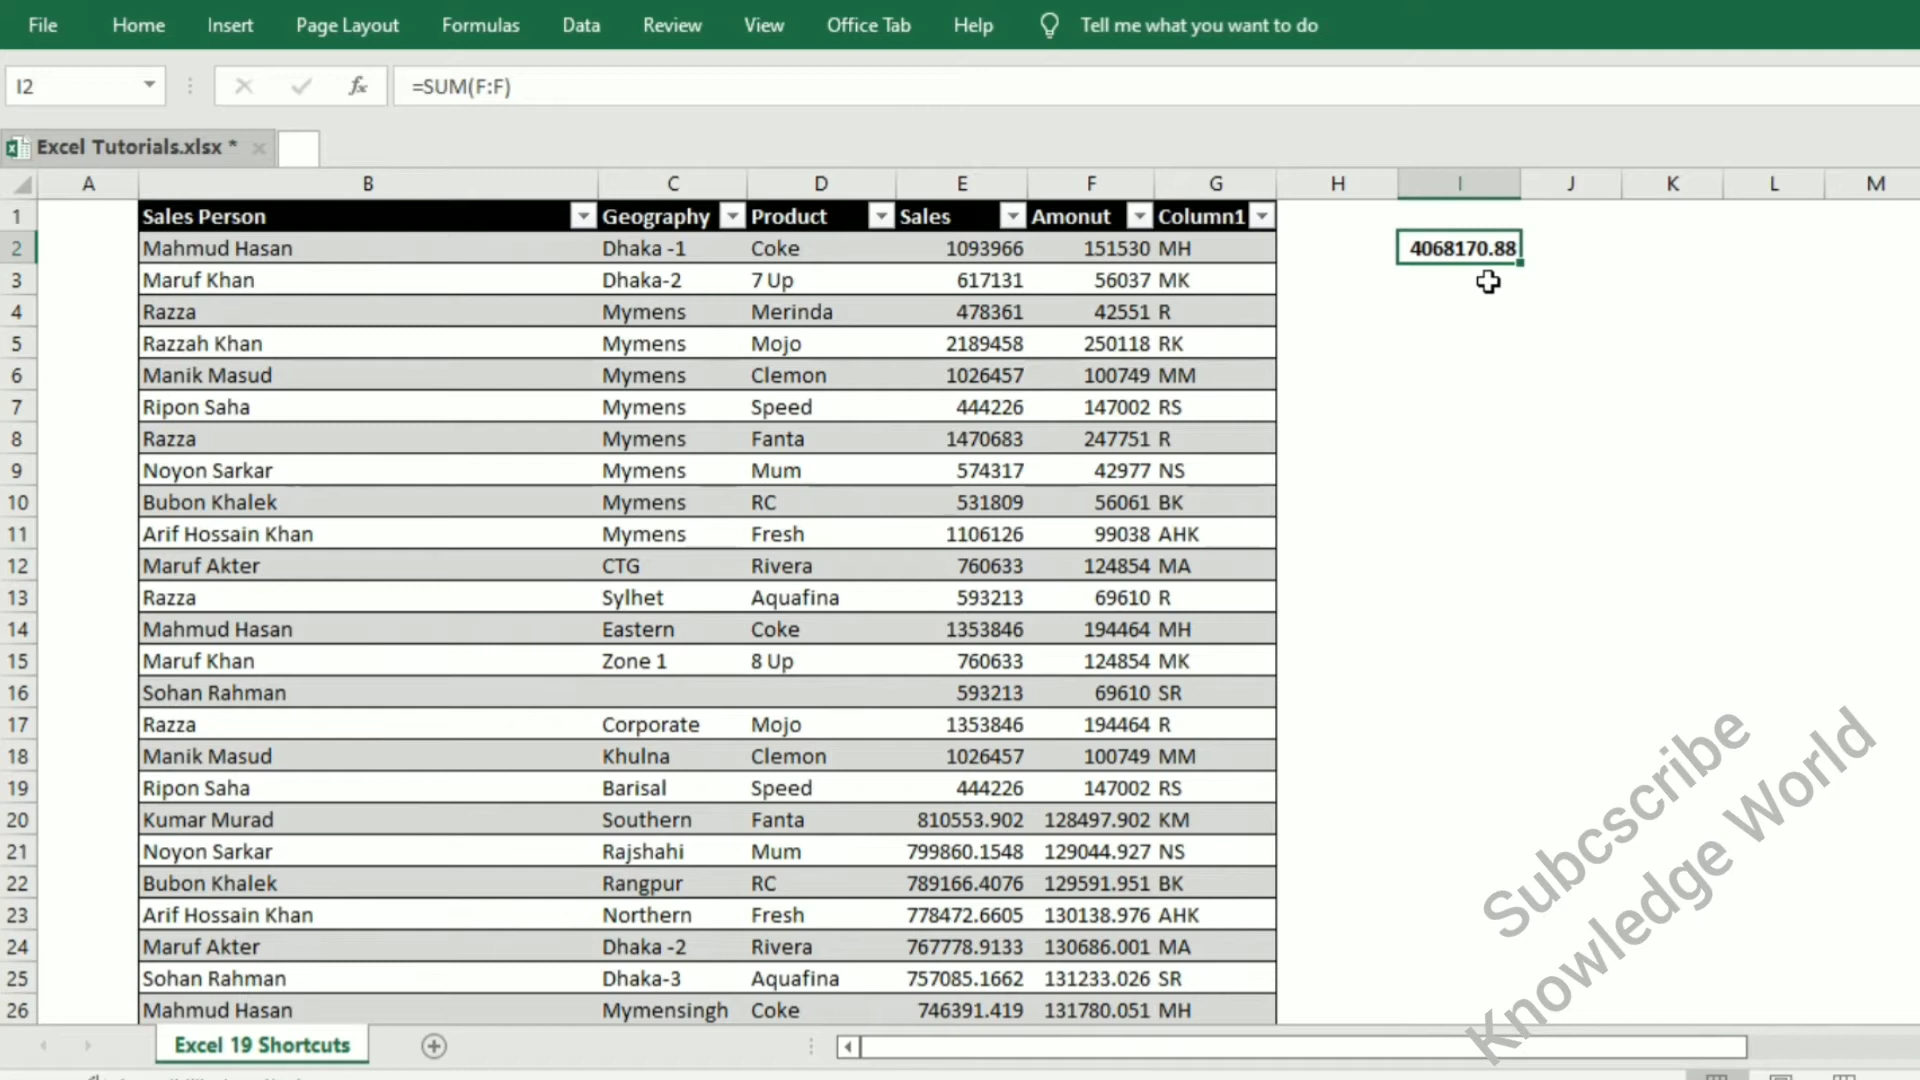 File Home Insert Page Layout Formulas Data Review View Office Tab Help Tell me what you want to do
I2 fx =SUM(F:F)
Excel Tutorials.xlsx *
A B C D E F G H I J K L M
1 Sales Person Geography Product Sales Amonut Column1
2 Mahmud Hasan Dhaka -1 Coke 1093966 151530 MH 4068170.88
3 Maruf Khan Dhaka-2 7 Up 617131 56037 MK
4 Razza Mymens Merinda 478361 42551 R
5 Razzah Khan Mymens Mojo 2189458 250118 RK
6 Manik Masud Mymens Clemon 1026457 100749 MM
7 Ripon Saha Mymens Speed 444226 147002 RS
8 Razza Mymens Fanta 1470683 247751 R
9 Noyon Sarkar Mymens Mum 574317 42977 NS
10 Bubon Khalek Mymens RC 531809 56061 BK
11 Arif Hossain Khan Mymens Fresh 1106126 99038 AHK
12 Maruf Akter CTG Rivera 760633 124854 MA
13 Razza Sylhet Aquafina 593213 69610 R
14 Mahmud Hasan Eastern Coke 1353846 194464 MH
15 Maruf Khan Zone 1 8 Up 760633 124854 MK
16 Sohan Rahman 593213 69610 SR
17 Razza Corporate Mojo 1353846 194464 R
18 Manik Masud Khulna Clemon 1026457 100749 MM
19 Ripon Saha Barisal Speed 444226 147002 RS
20 Kumar Murad Southern Fanta 810553.902 128497.902 KM
21 Noyon Sarkar Rajshahi Mum 799860.1548 129044.927 NS
22 Bubon Khalek Rangpur RC 789166.4076 129591.951 BK
23 Arif Hossain Khan Northern Fresh 778472.6605 130138.976 AHK
24 Maruf Akter Dhaka -2 Rivera 767778.9133 130686.001 MA
25 Sohan Rahman Dhaka-3 Aquafina 757085.1662 131233.026 SR
26 Mahmud Hasan Mymensingh Coke 746391.419 131780.051 MH
Subcscribe
Knowledge World
Excel 19 Shortcuts